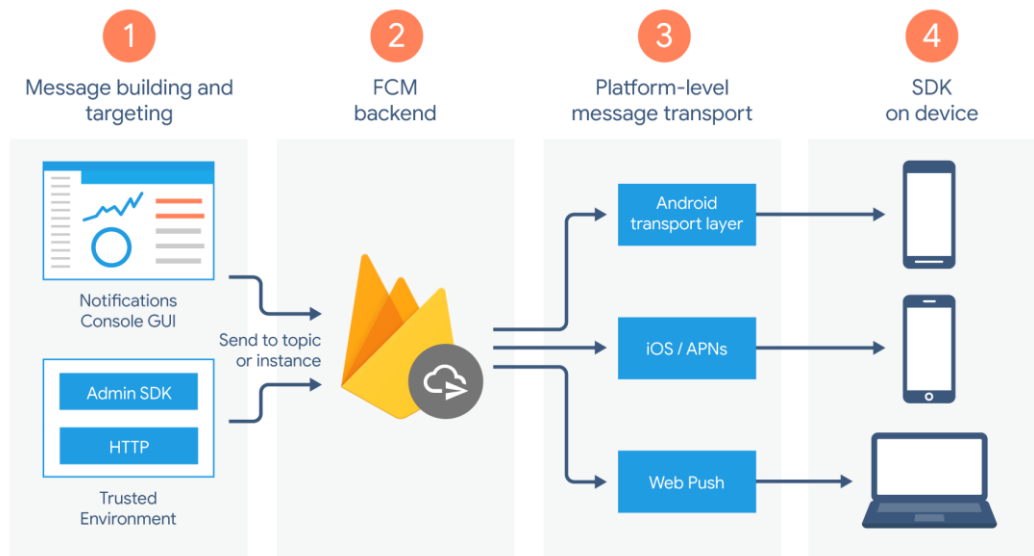 1
Message building and
targeting
2
FCM
backend
3
Platform-level
message transport
4
SDK
on device
Notifications
Console GUI
Send to topic
or instance
Admin SDK
HTTP
Trusted
Environment
Android
transport layer
iOS / APNs
Web Push